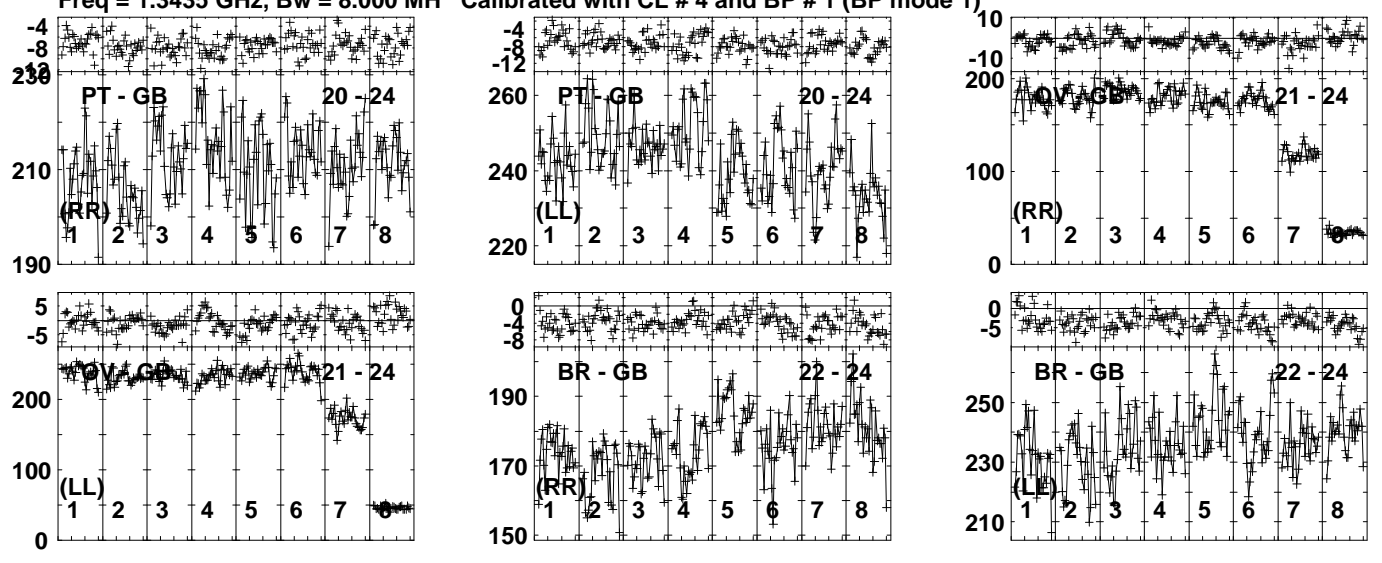 Freq = 1.3435 GHz, Bw = 8.000 MH Calibrated with CL # 4 and BP # 1 (BP mode 1)
-4
-8
-12
230
210
190
PT - GB 20 - 24
(RR)
1 2 3 4 5 6 7 8
-4
-8
-12
260
240
220
PT - GB 20 - 24
(LL)
1 2 3 4 5 6 7 8
10
-10
200
100
0
OV - GB 21 - 24
(RR)
1 2 3 4 5 6 7 8
5
-5
200
100
0
OV - GB 21 - 24
(LL)
1 2 3 4 5 6 7 8
0
-4
-8
190
170
150
BR - GB 22 - 24
(RR)
1 2 3 4 5 6 7 8
0
-5
250
230
210
BR - GB 22 - 24
(LL)
1 2 3 4 5 6 7 8